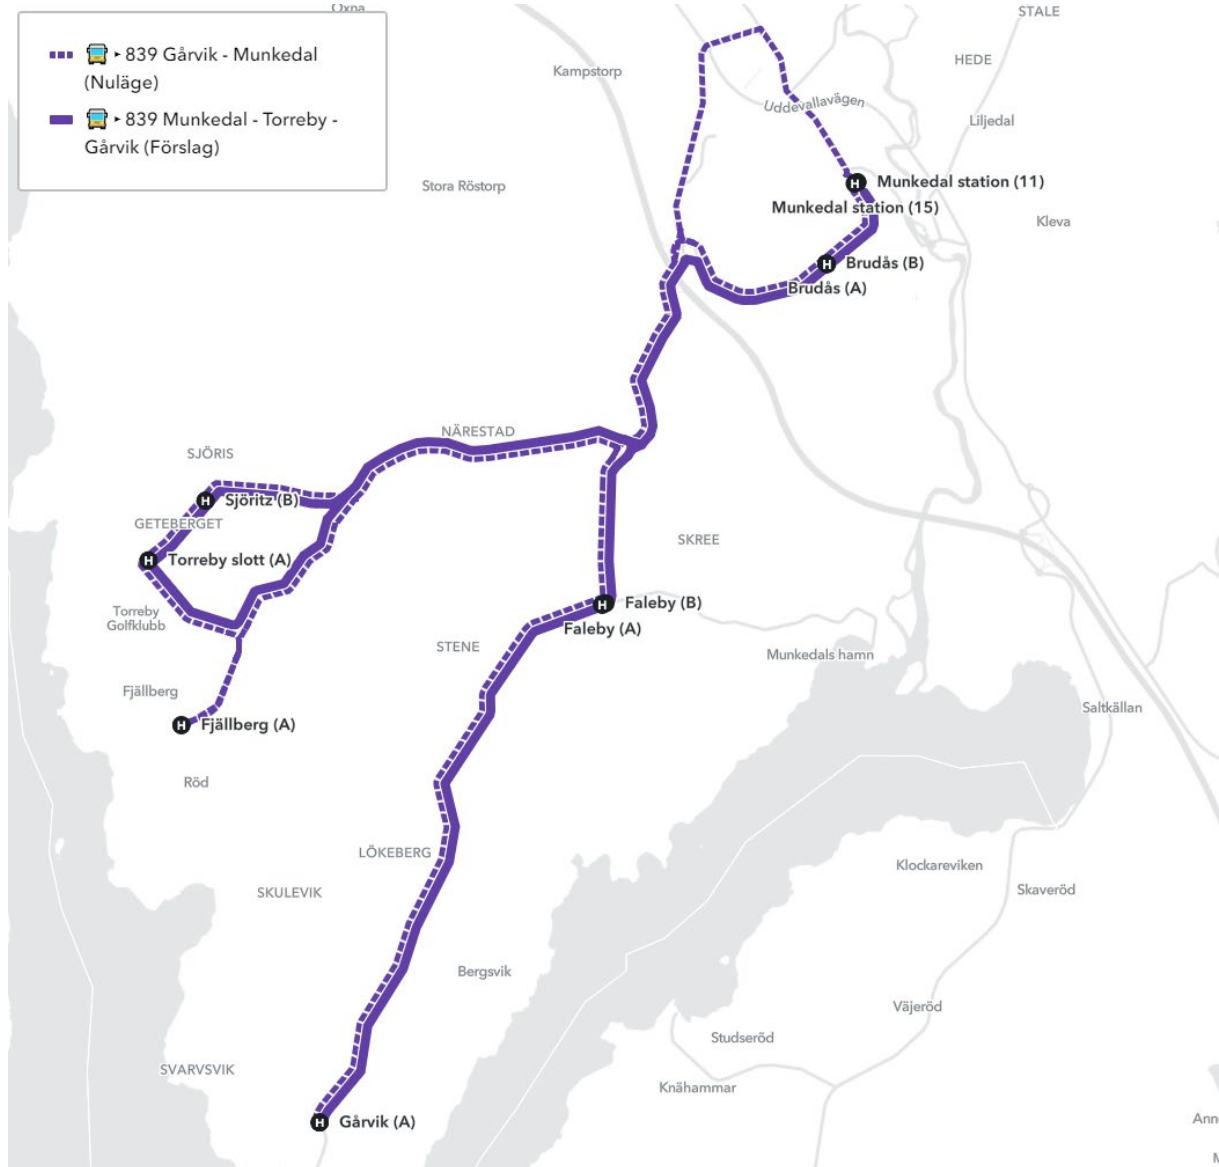 Oxna
839 Gårvik - Munkedal
(Nuläge)
839 Munkedal - Torreby -
Gårvik (Förslag)
STALE
HEDE
Kampstorp
Uddevallavägen
Liljedal
H Munkedal station (11)
Stora Röstorp
Munkedal station (15)
Kleva
H Brudås (B)
Brudås (A)
NÄRESTAD
SJÖRIS
H Sjöritz (B)
GETEBERGET
SKREE
H Torreby slott (A)
H Faleby (B)
Torreby
Golfklubb
Faleby (A)
STENE
Munkedals hamn
Fjällberg
Saltkällan
H Fjällberg (A)
Röd
LÖKEBERG
Klockareviken
SKULEVIK
Skaveröd
Bergsvik
Väjeröd
Studseröd
SVARVSVIK
Knähammar
H Gårvik (A)
Ann